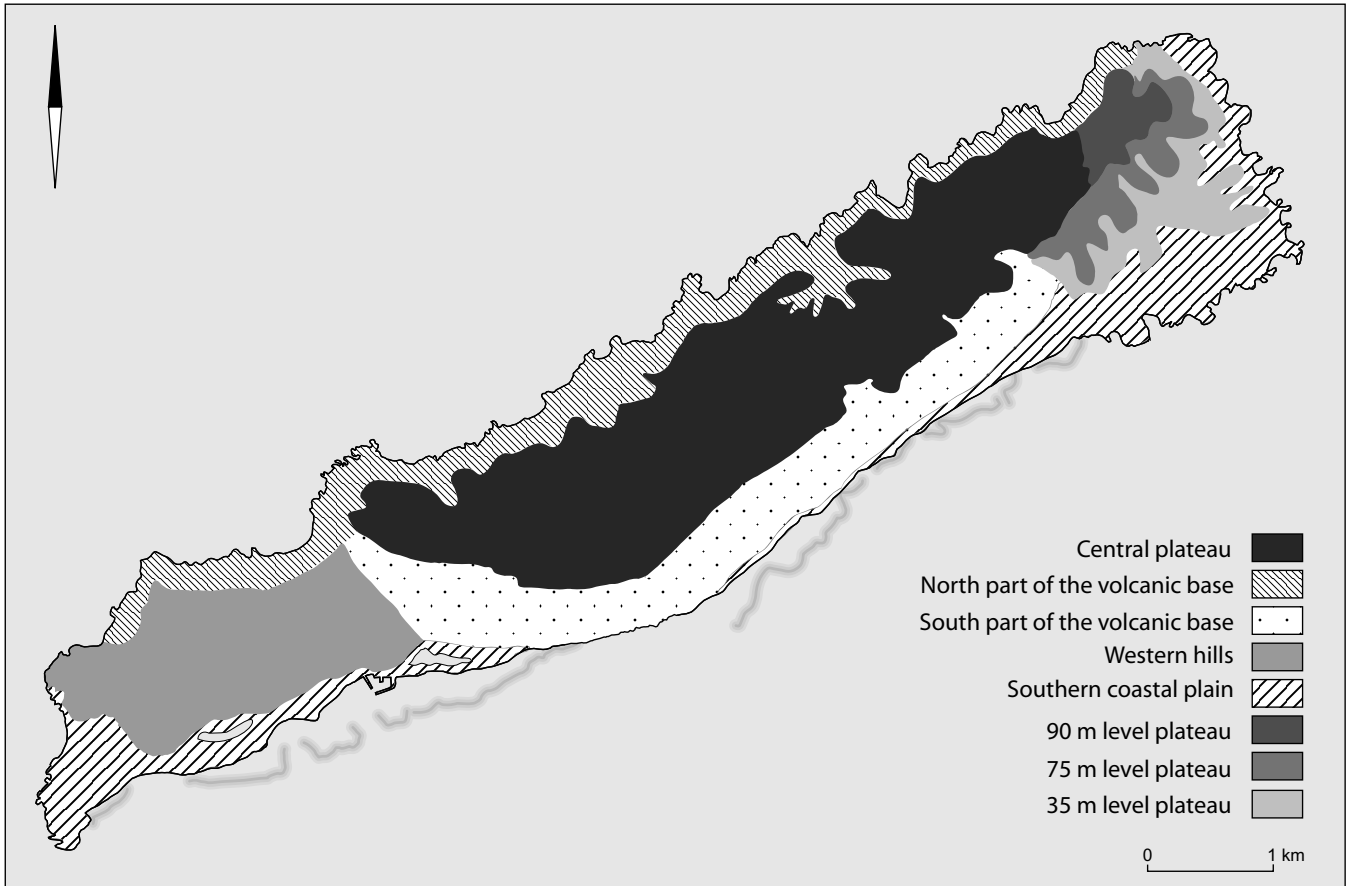 Central plateau
North part of the volcanic base
South part of the volcanic base
Western hills
Southern coastal plain
90 m level plateau
75 m level plateau
35 m level plateau
0 1 km